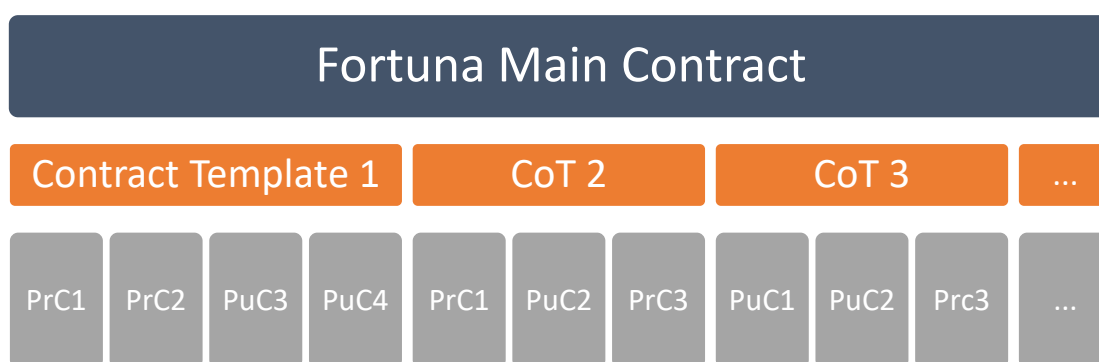 Fortuna Main Contract
Contract Template 1 CoT 2 CoT 3 ...
PrC1 PrC2 PuC3 PuC4 PrC1 PuC2 PrC3 PuC1 PuC2 Prc3 ...